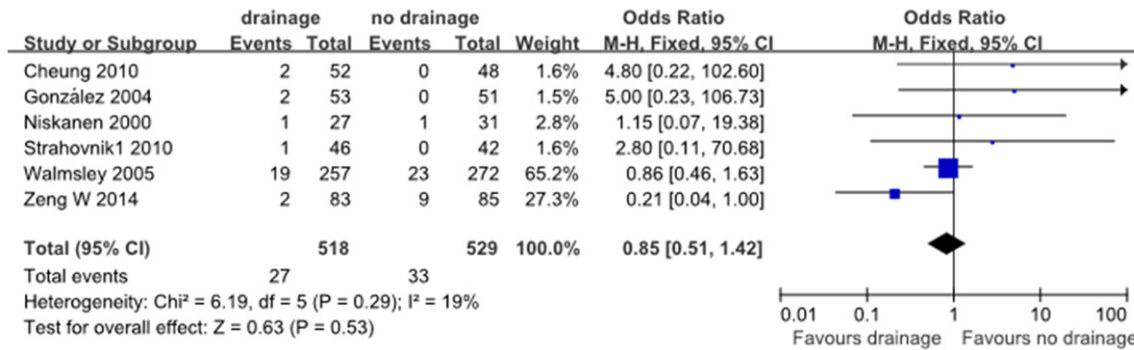 drainage no drainage Odds Ratio Odds Ratio
Study or Subgroup Events Total Events Total Weight M-H, Fixed, 95% CI M-H, Fixed, 95% CI
Cheung 2010 2 52 0 48 1.6% 4.80 [0.22, 102.60]
González 2004 2 53 0 51 1.5% 5.00 [0.23, 106.73]
Niskanen 2000 1 27 1 31 2.8% 1.15 [0.07, 19.38]
Strahovnik1 2010 1 46 0 42 1.6% 2.80 [0.11, 70.68]
Walmsley 2005 19 257 23 272 65.2% 0.86 [0.46, 1.63]
Zeng W 2014 2 83 9 85 27.3% 0.21 [0.04, 1.00]
Total (95% CI) 518 529 100.0% 0.85 [0.51, 1.42]
Total events 27 33
Heterogeneity: Chi² = 6.19, df = 5 (P = 0.29); I² = 19%
Test for overall effect: Z = 0.63 (P = 0.53)
0.01 0.1 1 10 100
Favours drainage Favours no drainage